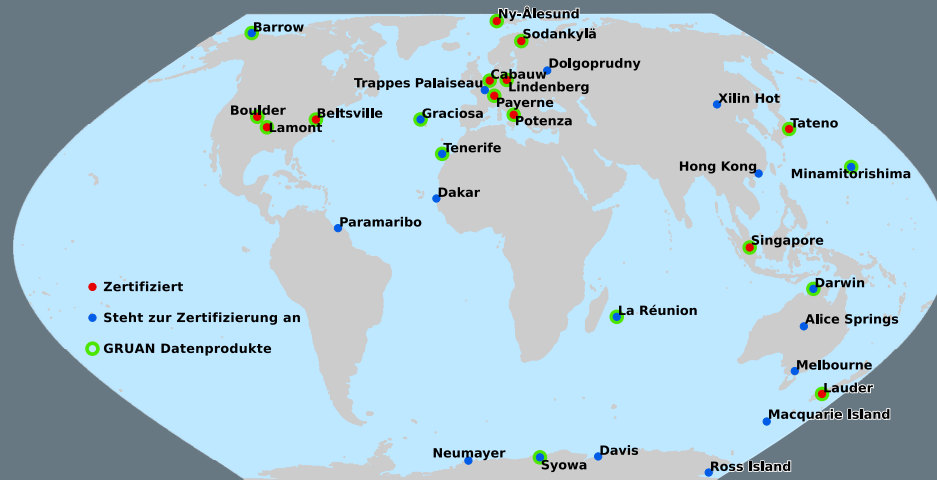 Ny-Ålesund
Barrow
Sodankylä
Dolgoprudny
Cabauw
Trappes Palaiseau
Lindenberg
Xilin Hot
Payerne
Boulder
Beltsville
Graciosa
Potenza
Tateno
Lamont
Tenerife
Hong Kong
Minamitorishima
Dakar
Paramaribo
Singapore
Darwin
Zertifiziert
La Réunion
Steht zur Zertifizierung an
Alice Springs
GRUAN Datenprodukte
Melbourne
Lauder
Macquarie Island
Neumayer
Davis
Syowa
Ross Island